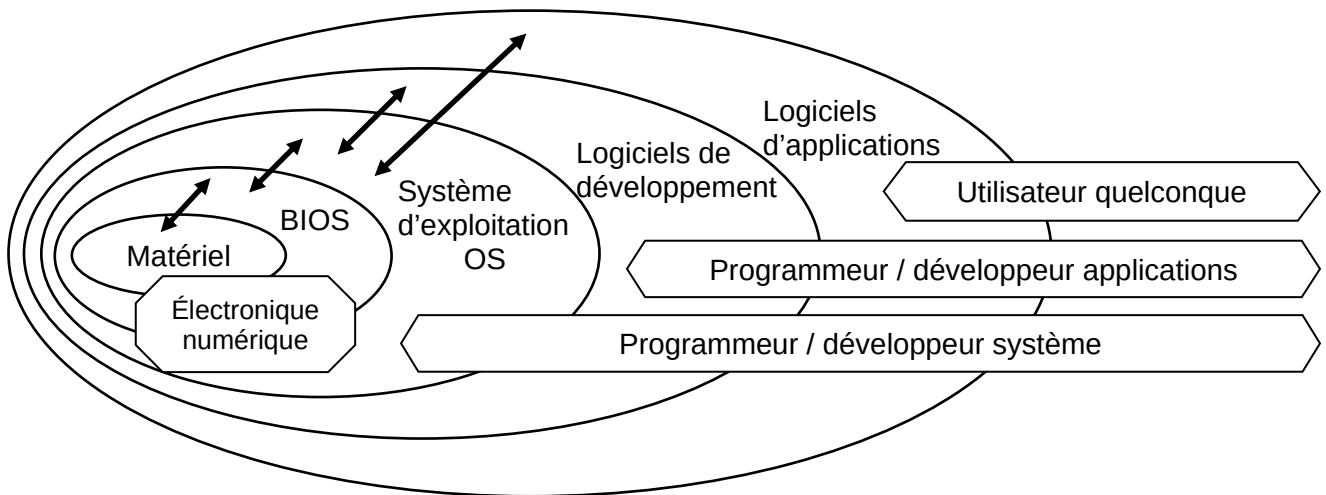 Logiciels
d’applications
Logiciels de
développement
Utilisateur quelconque
Système
d’exploitation
OS
BIOS
Matériel
Programmeur / développeur applications
Électronique
numérique
Programmeur / développeur système